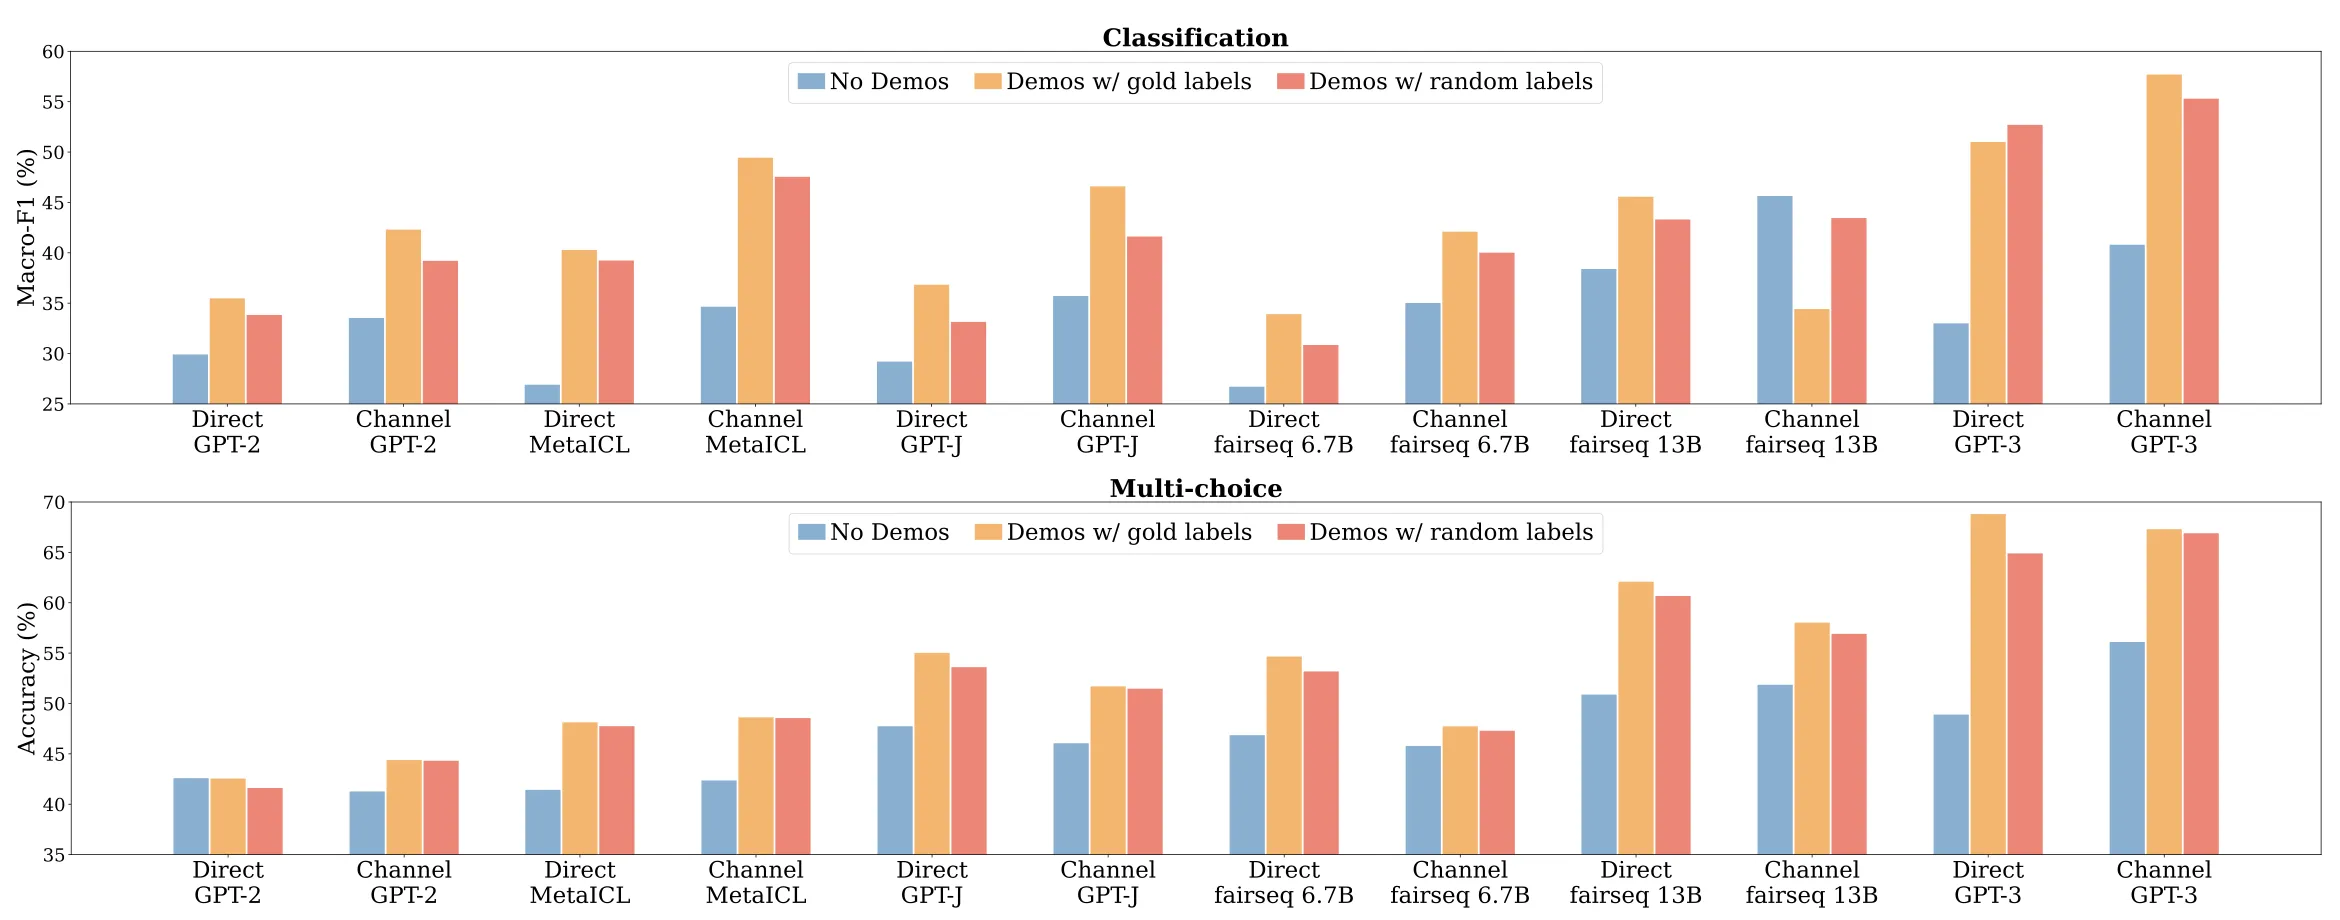 Classification
60
55
50
45
40
35
30
25
Macro-F1 (%)
No Demos Demos w/ gold labels Demos w/ random labels
Direct Channel Direct Channel Direct Channel Direct Channel Direct Channel Direct Channel
GPT-2 GPT-2 MetaICL MetaICL GPT-J GPT-J fairseq 6.7B fairseq 6.7B fairseq 13B fairseq 13B GPT-3 GPT-3
Multi-choice
70
65
60
55
50
45
40
35
Accuracy (%)
No Demos Demos w/ gold labels Demos w/ random labels
Direct Channel Direct Channel Direct Channel Direct Channel Direct Channel Direct Channel
GPT-2 GPT-2 MetaICL MetaICL GPT-J GPT-J fairseq 6.7B fairseq 6.7B fairseq 13B fairseq 13B GPT-3 GPT-3